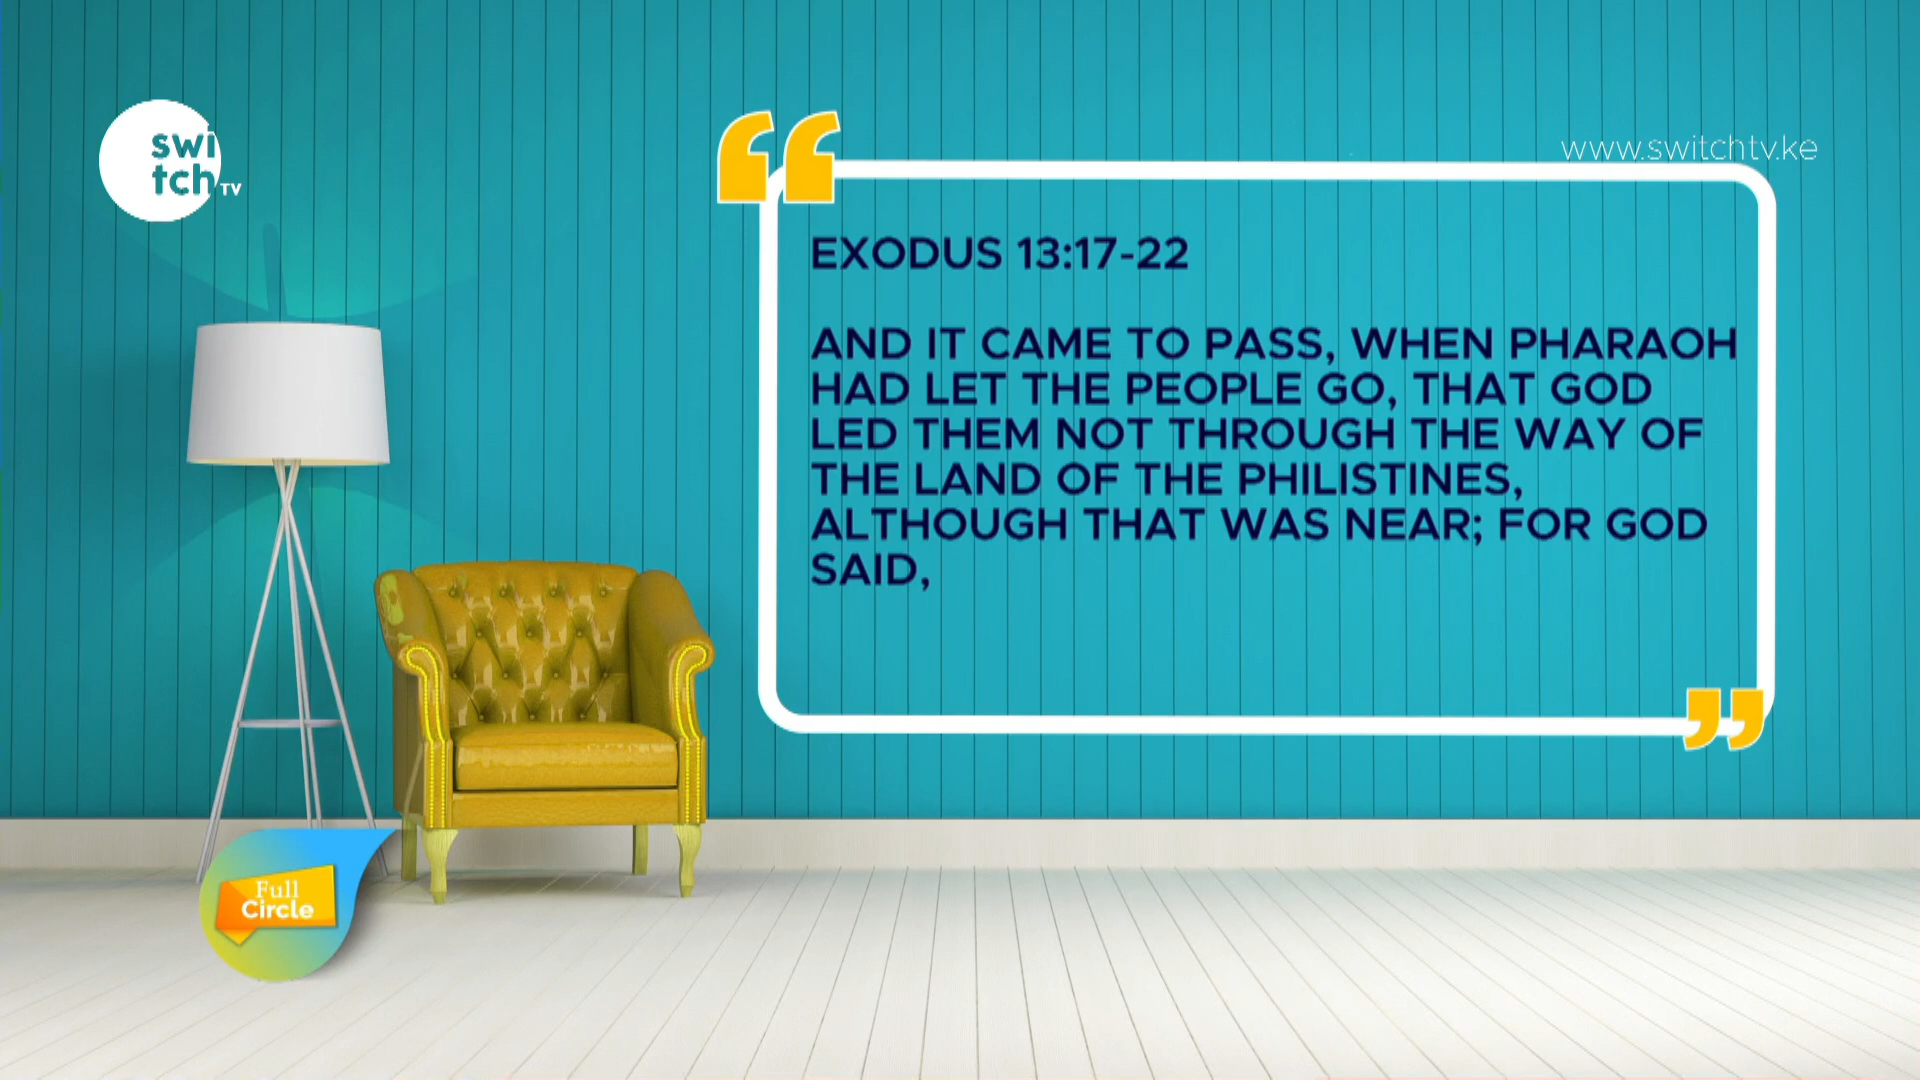 swi
tch TV
www.switchtv.ke
EXODUS 13:17-22
AND IT CAME TO PASS, WHEN PHARAOH
HAD LET THE PEOPLE GO, THAT GOD
LED THEM NOT THROUGH THE WAY OF
THE LAND OF THE PHILISTINES,
ALTHOUGH THAT WAS NEAR; FOR GOD
SAID,
Full
Circle